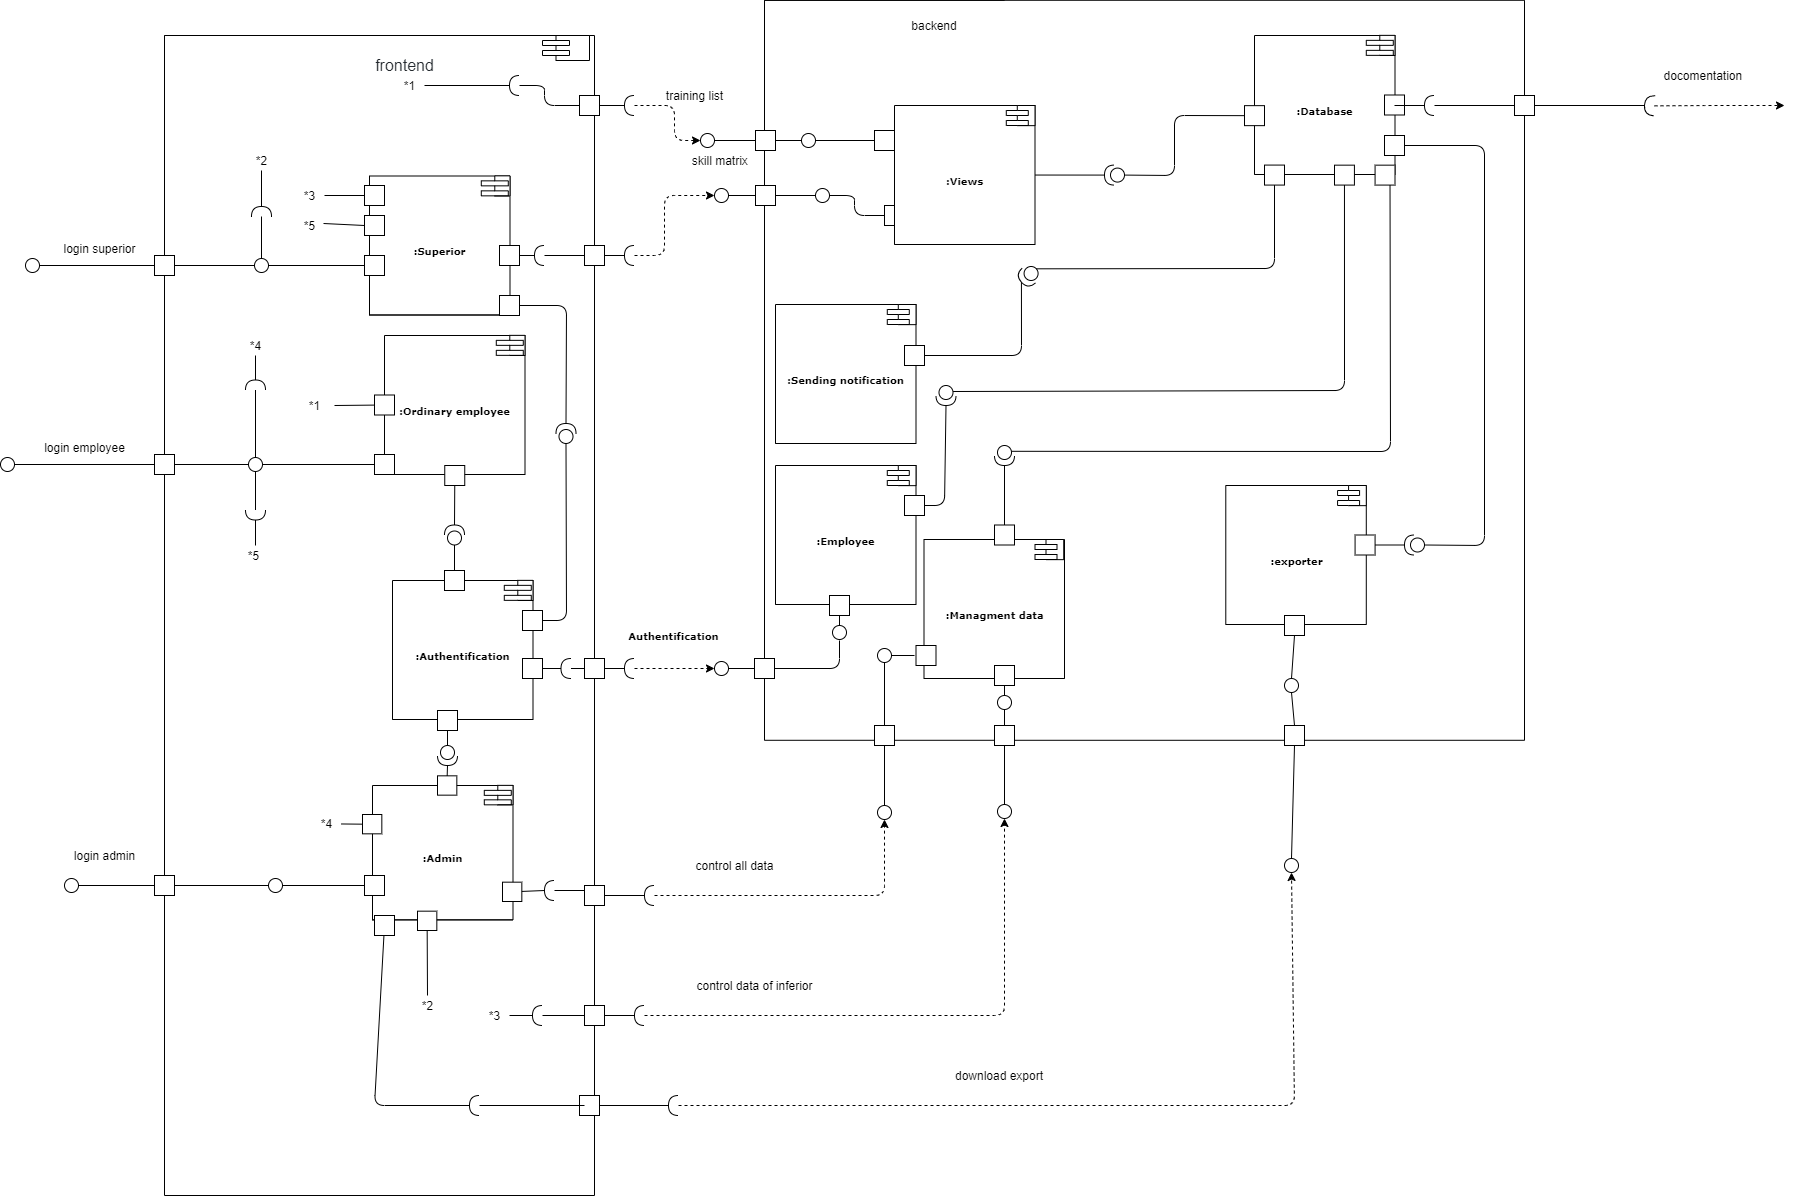 backend
frontend
*1
training list
docomentation
:Database
*2
skill matrix
:Views
*3
*5
login superior
:Superior
*4
:Sending notification
*1
:Ordinary employee
login employee
*5
:Employee
:exporter
:Managment data
Authentification
:Authentification
*4
login admin
:Admin
control all data
control data of inferior
*2
*3
download export